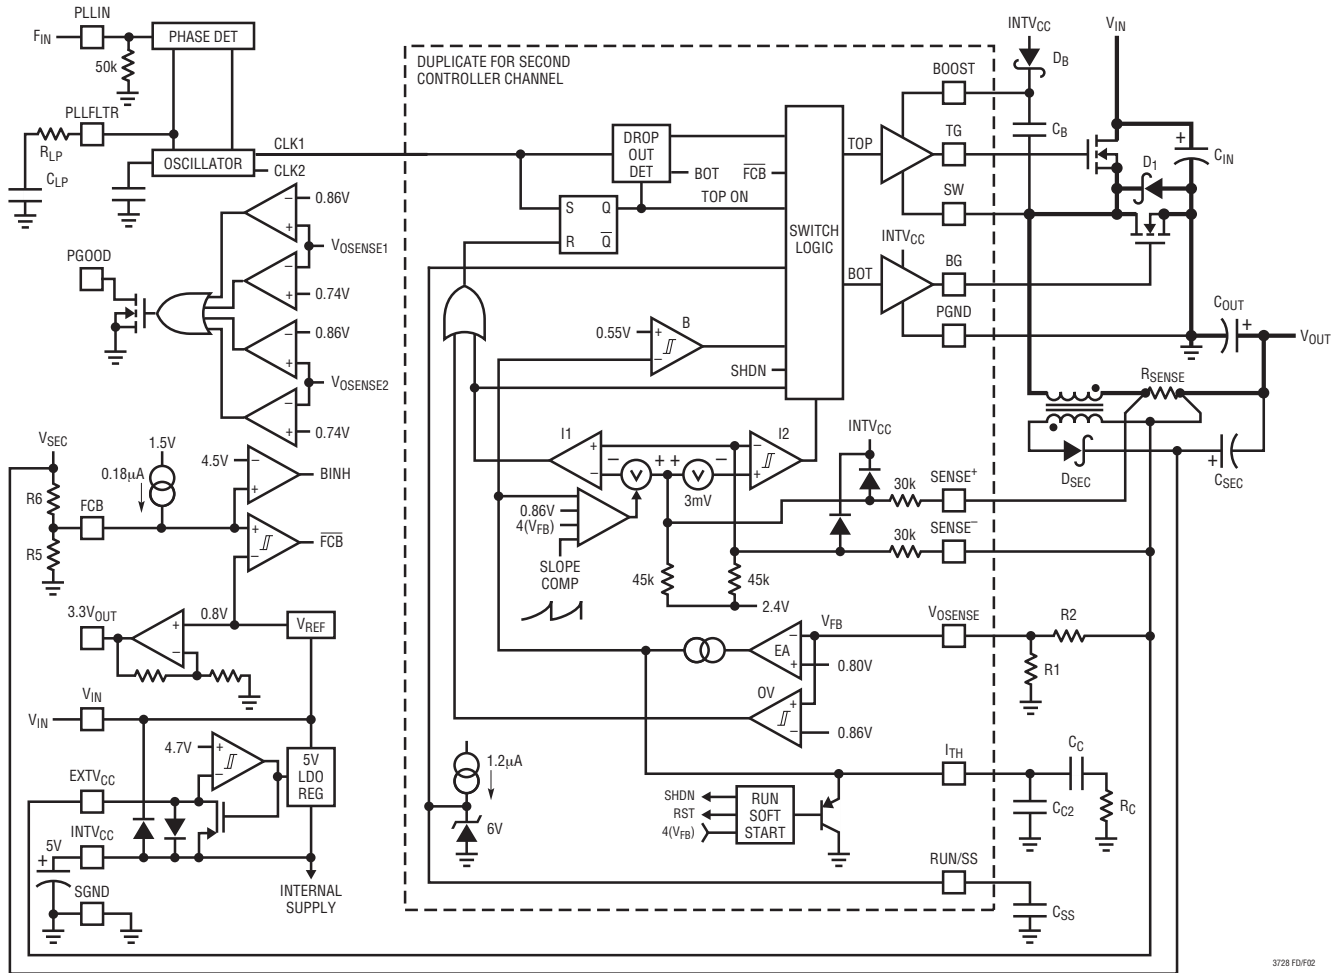 PLLIN
F_IN
PHASE DET
50k
PLLFLTR
R_LP
C_LP
OSCILLATOR
CLK1
CLK2
0.86V
V_OSENSE1
0.74V
PGOOD
0.86V
V_OSENSE2
0.74V
V_SEC
1.5V
0.18µA
4.5V
BINH
R6
FCB
F̅C̅B̅
R5
3.3V_OUT
0.8V
V_REF
V_IN
V_IN
4.7V
5V
LDO
REG
EXTV_CC
INTV_CC
5V
SGND
INTERNAL
SUPPLY
DUPLICATE FOR SECOND
CONTROLLER CHANNEL
DROP
OUT
DET
BOT
F̅C̅B̅
TOP ON
S Q
R Q̅
SWITCH
LOGIC
0.55V
B
SHDN
I1
I2
3mV
0.86V
4(V_FB)
SLOPE
COMP
45k
45k
2.4V
INTV_CC
30k
30k
V_FB
EA
0.80V
OV
0.86V
1.2µA
6V
SHDN
RST
4(V_FB)
RUN
SOFT
START
TOP
INTV_CC
BOT
BOOST
TG
SW
BG
PGND
SENSE+
SENSE–
V_OSENSE
I_TH
RUN/SS
INTV_CC
D_B
C_B
V_IN
D_1
C_IN
C_OUT
V_OUT
R_SENSE
D_SEC
C_SEC
R2
R1
C_C
C_C2
R_C
C_SS
3728 FD/F02